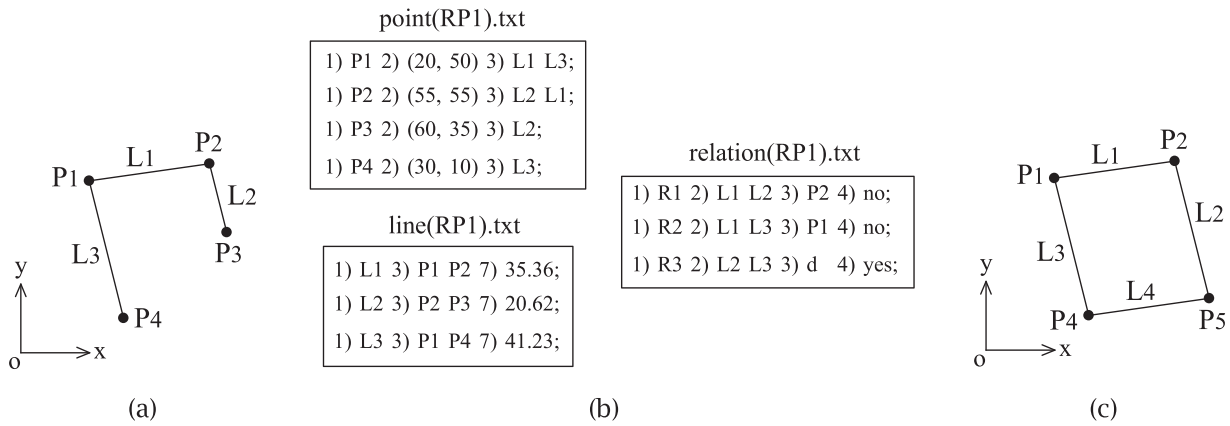 P1
L1
P2
L2
P3
L3
P4
y
x
o
(a)
point(RP1).txt
1) P1 2) (20, 50) 3) L1 L3;
1) P2 2) (55, 55) 3) L2 L1;
1) P3 2) (60, 35) 3) L2;
1) P4 2) (30, 10) 3) L3;
line(RP1).txt
1) L1 3) P1 P2 7) 35.36;
1) L2 3) P2 P3 7) 20.62;
1) L3 3) P1 P4 7) 41.23;
relation(RP1).txt
1) R1 2) L1 L2 3) P2 4) no;
1) R2 2) L1 L3 3) P1 4) no;
1) R3 2) L2 L3 3) d 4) yes;
(b)
P1
L1
P2
L2
L3
L4
P4
P5
y
x
o
(c)